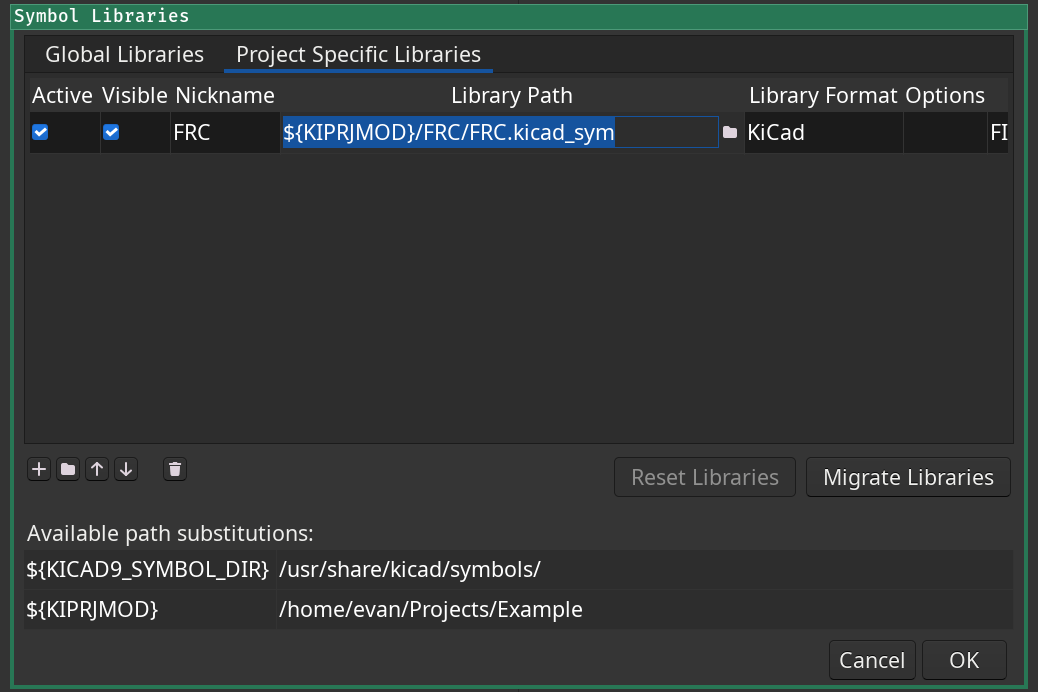 Symbol Libraries
Global Libraries Project Specific Libraries
Active Visible Nickname Library Path Library Format Options
FRC ${KIPRJMOD}/FRC/FRC.kicad_sym KiCad FI
Reset Libraries Migrate Libraries
Available path substitutions:
${KICAD9_SYMBOL_DIR} /usr/share/kicad/symbols/
${KIPRJMOD} /home/evan/Projects/Example
Cancel OK